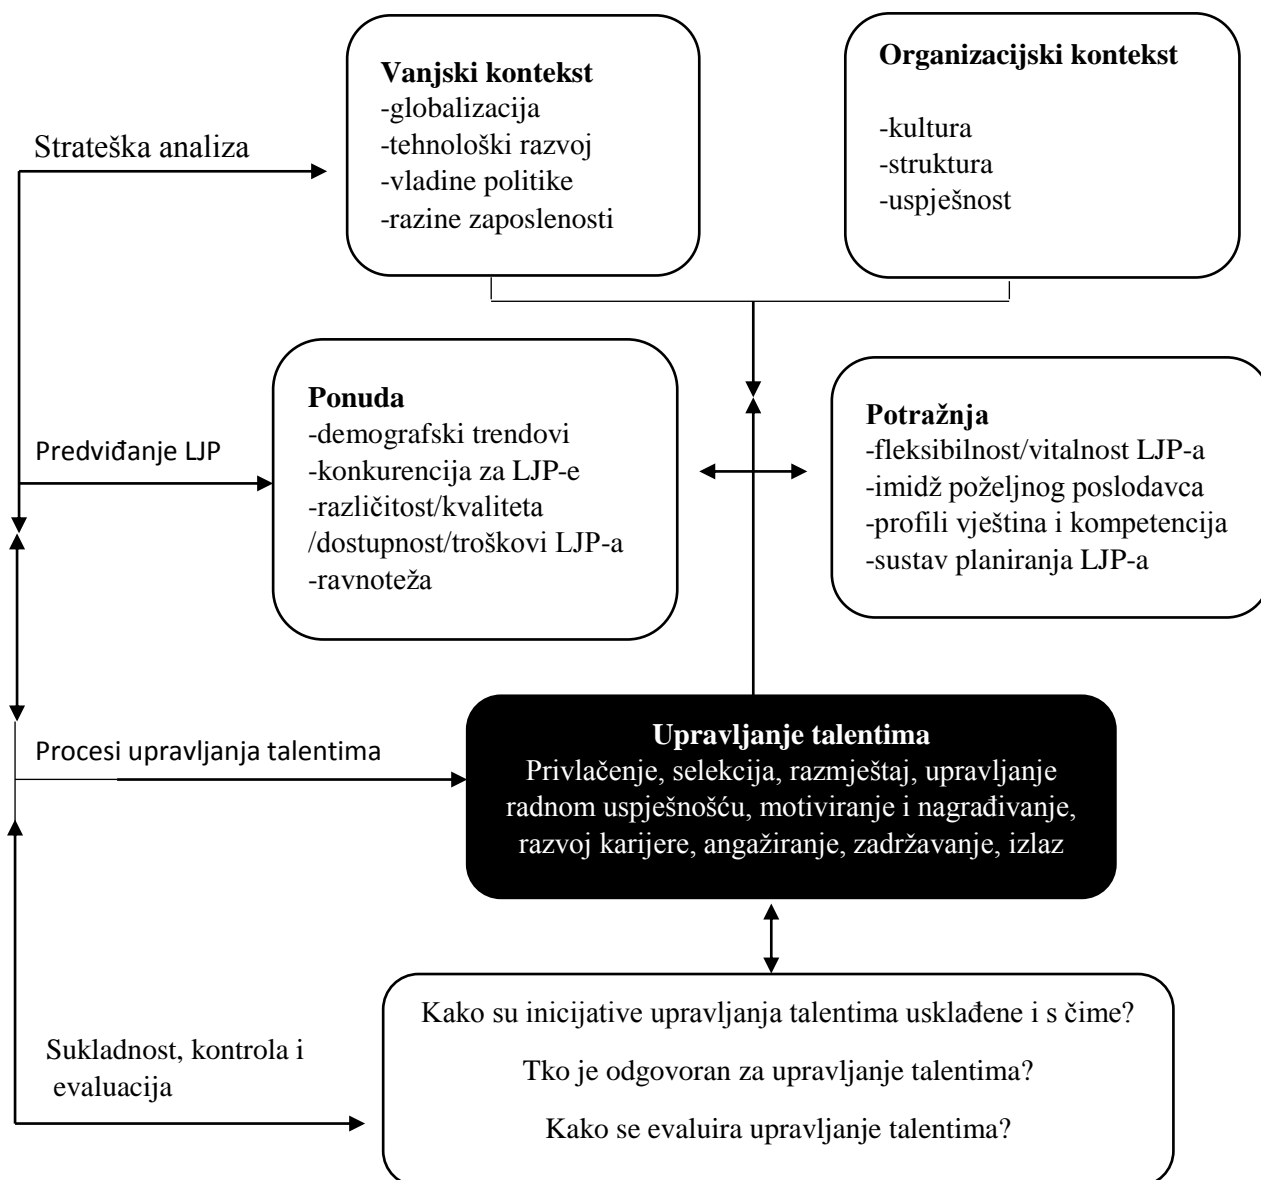 Strateška analiza
Vanjski kontekst
-globalizacija
-tehnološki razvoj
-vladine politike
-razine zaposlenosti
Organizacijski kontekst
-kultura
-struktura
-uspješnost
Predviđanje LJP
Ponuda
-demografski trendovi
-konkurencija za LJP-e
-različitost/kvaliteta
/dostupnost/troškovi LJP-a
-ravnoteža
Potražnja
-fleksibilnost/vitalnost LJP-a
-imidž poželjnog poslodavca
-profili vještina i kompetencija
-sustav planiranja LJP-a
Procesi upravljanja talentima
Upravljanje talentima
Privlačenje, selekcija, razmještaj, upravljanje
radnom uspješnošću, motiviranje i nagrađivanje,
razvoj karijere, angažiranje, zadržavanje, izlaz
Sukladnost, kontrola i
evaluacija
Kako su inicijative upravljanja talentima usklađene i s čime?
Tko je odgovoran za upravljanje talentima?
Kako se evaluira upravljanje talentima?